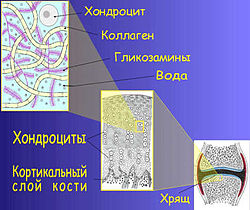 Хондроцит
Коллаген
Гликозамины
Вода
Хондроциты
Кортикальный
слой кости
Хрящ